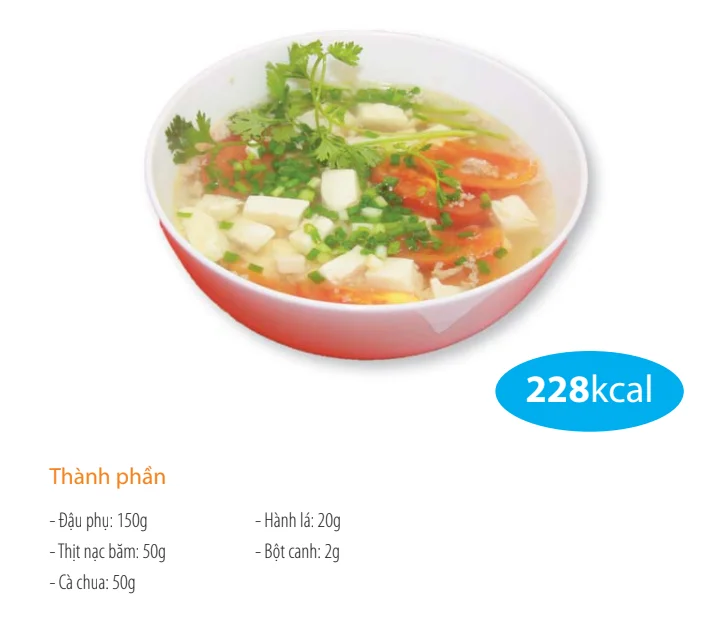 228kcal
Thành phần
- Đậu phụ: 150g
- Thịt nạc băm: 50g
- Cà chua: 50g
- Hành lá: 20g
- Bột canh: 2g